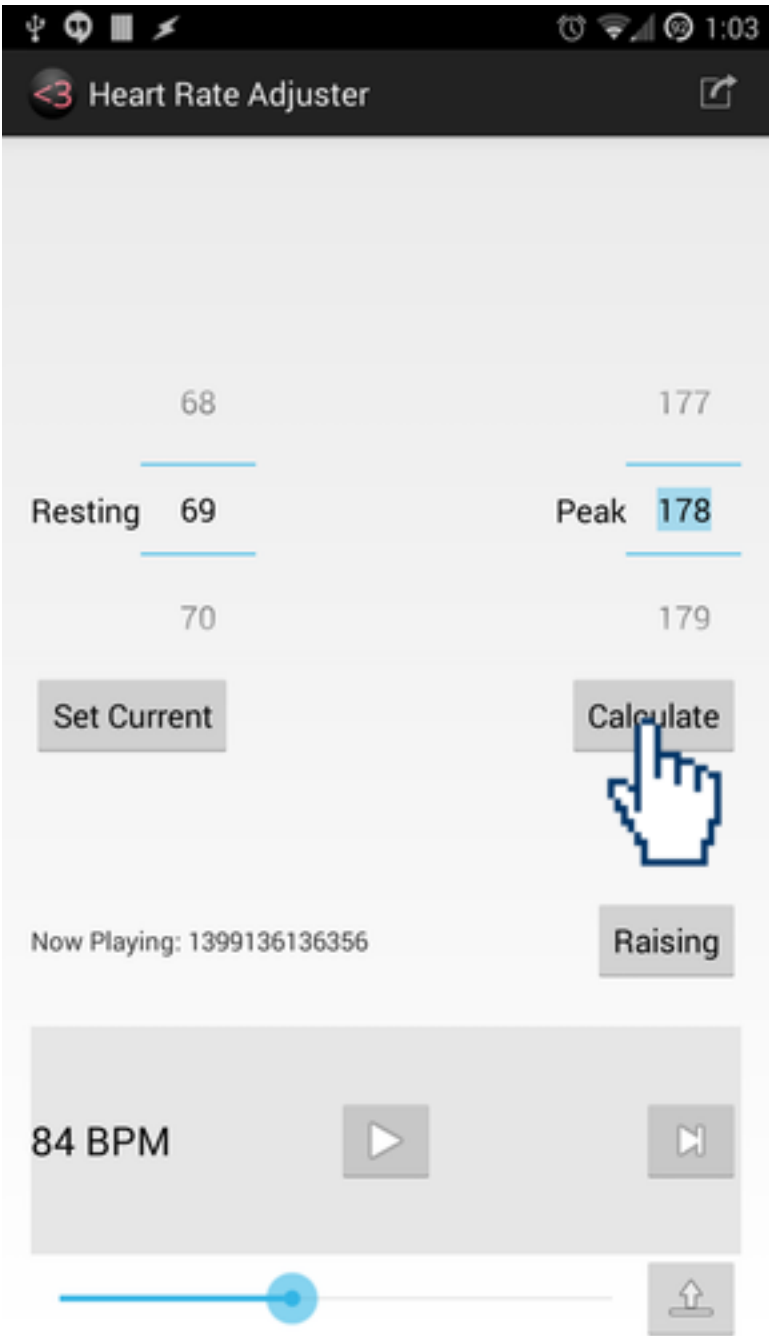 92 1:03
<3 Heart Rate Adjuster
68 177
Resting 69 Peak 178
70 179
Set Current Calculate
Now Playing: 1399136136356 Raising
84 BPM